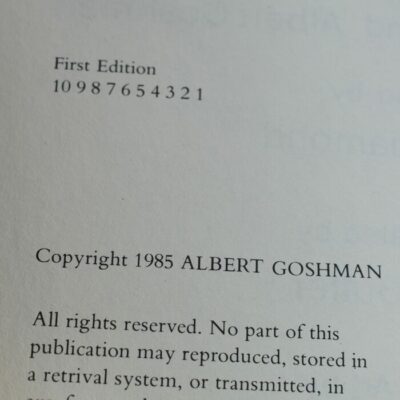 First Edition
10 9 8 7 6 5 4 3 2 1
Copyright 1985 ALBERT GOSHMAN
All rights reserved. No part of this
publication may reproduced, stored in
a retrival system, or transmitted, in